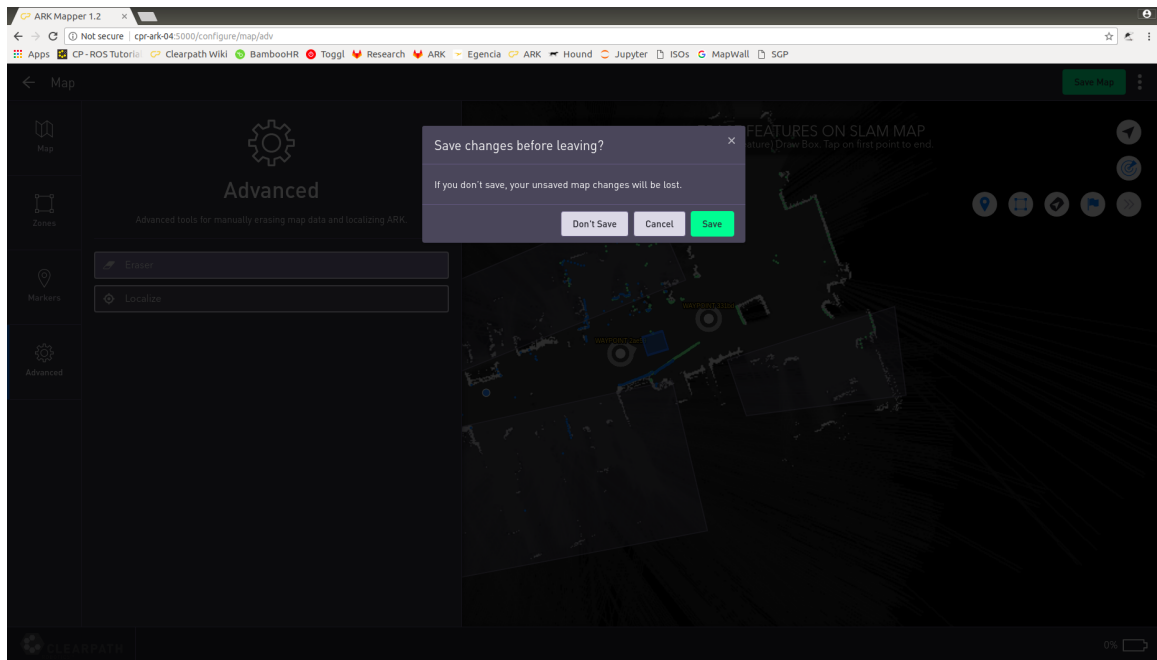 ARK Mapper 1.2
Not secure | cpr-ark-04:5000/configure/map/adv
Apps CP - ROS Tutorial Clearpath Wiki BambooHR Toggl Research ARK Egencia ARK Hound Jupyter ISOs MapWall SGP
Map
Save Map
Map
Zones
Markers
Advanced
Advanced
Advanced tools for manually erasing map data and localizing ARK.
Eraser
Localize
FEATURES ON SLAM MAP
Draw Box. Tap on first point to end.
Save changes before leaving?
If you don't save, your unsaved map changes will be lost.
Don't Save
Cancel
Save
CLEARPATH
0%